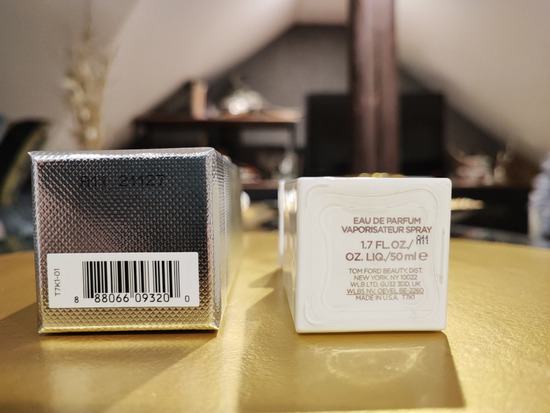 A11 21127
T7K1-01
8 88066 09320 0
EAU DE PARFUM
VAPORISATEUR SPRAY
1.7 FL.OZ./
A11
OZ. LIQ./50 ml ℮
TOM FORD BEAUTY, DIST.
NEW YORK, NY 10022
WLB LTD, GU32 3DD, UK
WLBS NV, OEVEL BE-2260
MADE IN U.S.A. T7K1